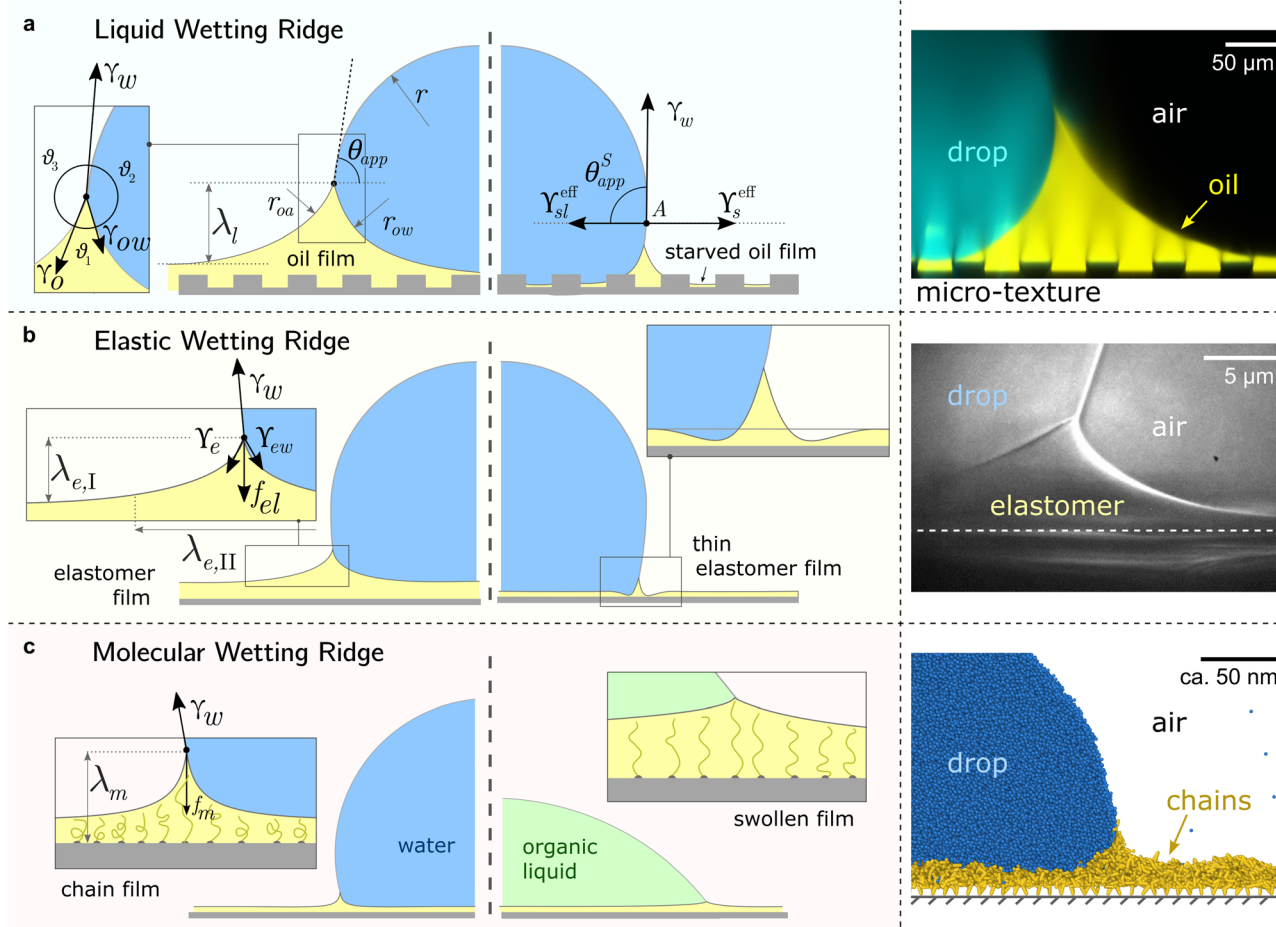 a
Liquid Wetting Ridge
ϒw
ϑ3
ϑ2
ϑ1
ϒow
ϒo
θapp
r
λl
roa
row
oil film
ϒw
θSapp
ϒeffsl
A
ϒeffs
starved oil film
50 µm
drop
air
oil
micro-texture
b
Elastic Wetting Ridge
ϒw
ϒe
ϒew
λe,I
fel
λe,II
elastomer
film
thin
elastomer film
5 µm
drop
air
elastomer
c
Molecular Wetting Ridge
ϒw
λm
fm
chain film
water
organic
liquid
swollen film
ca. 50 nm
air
drop
chains